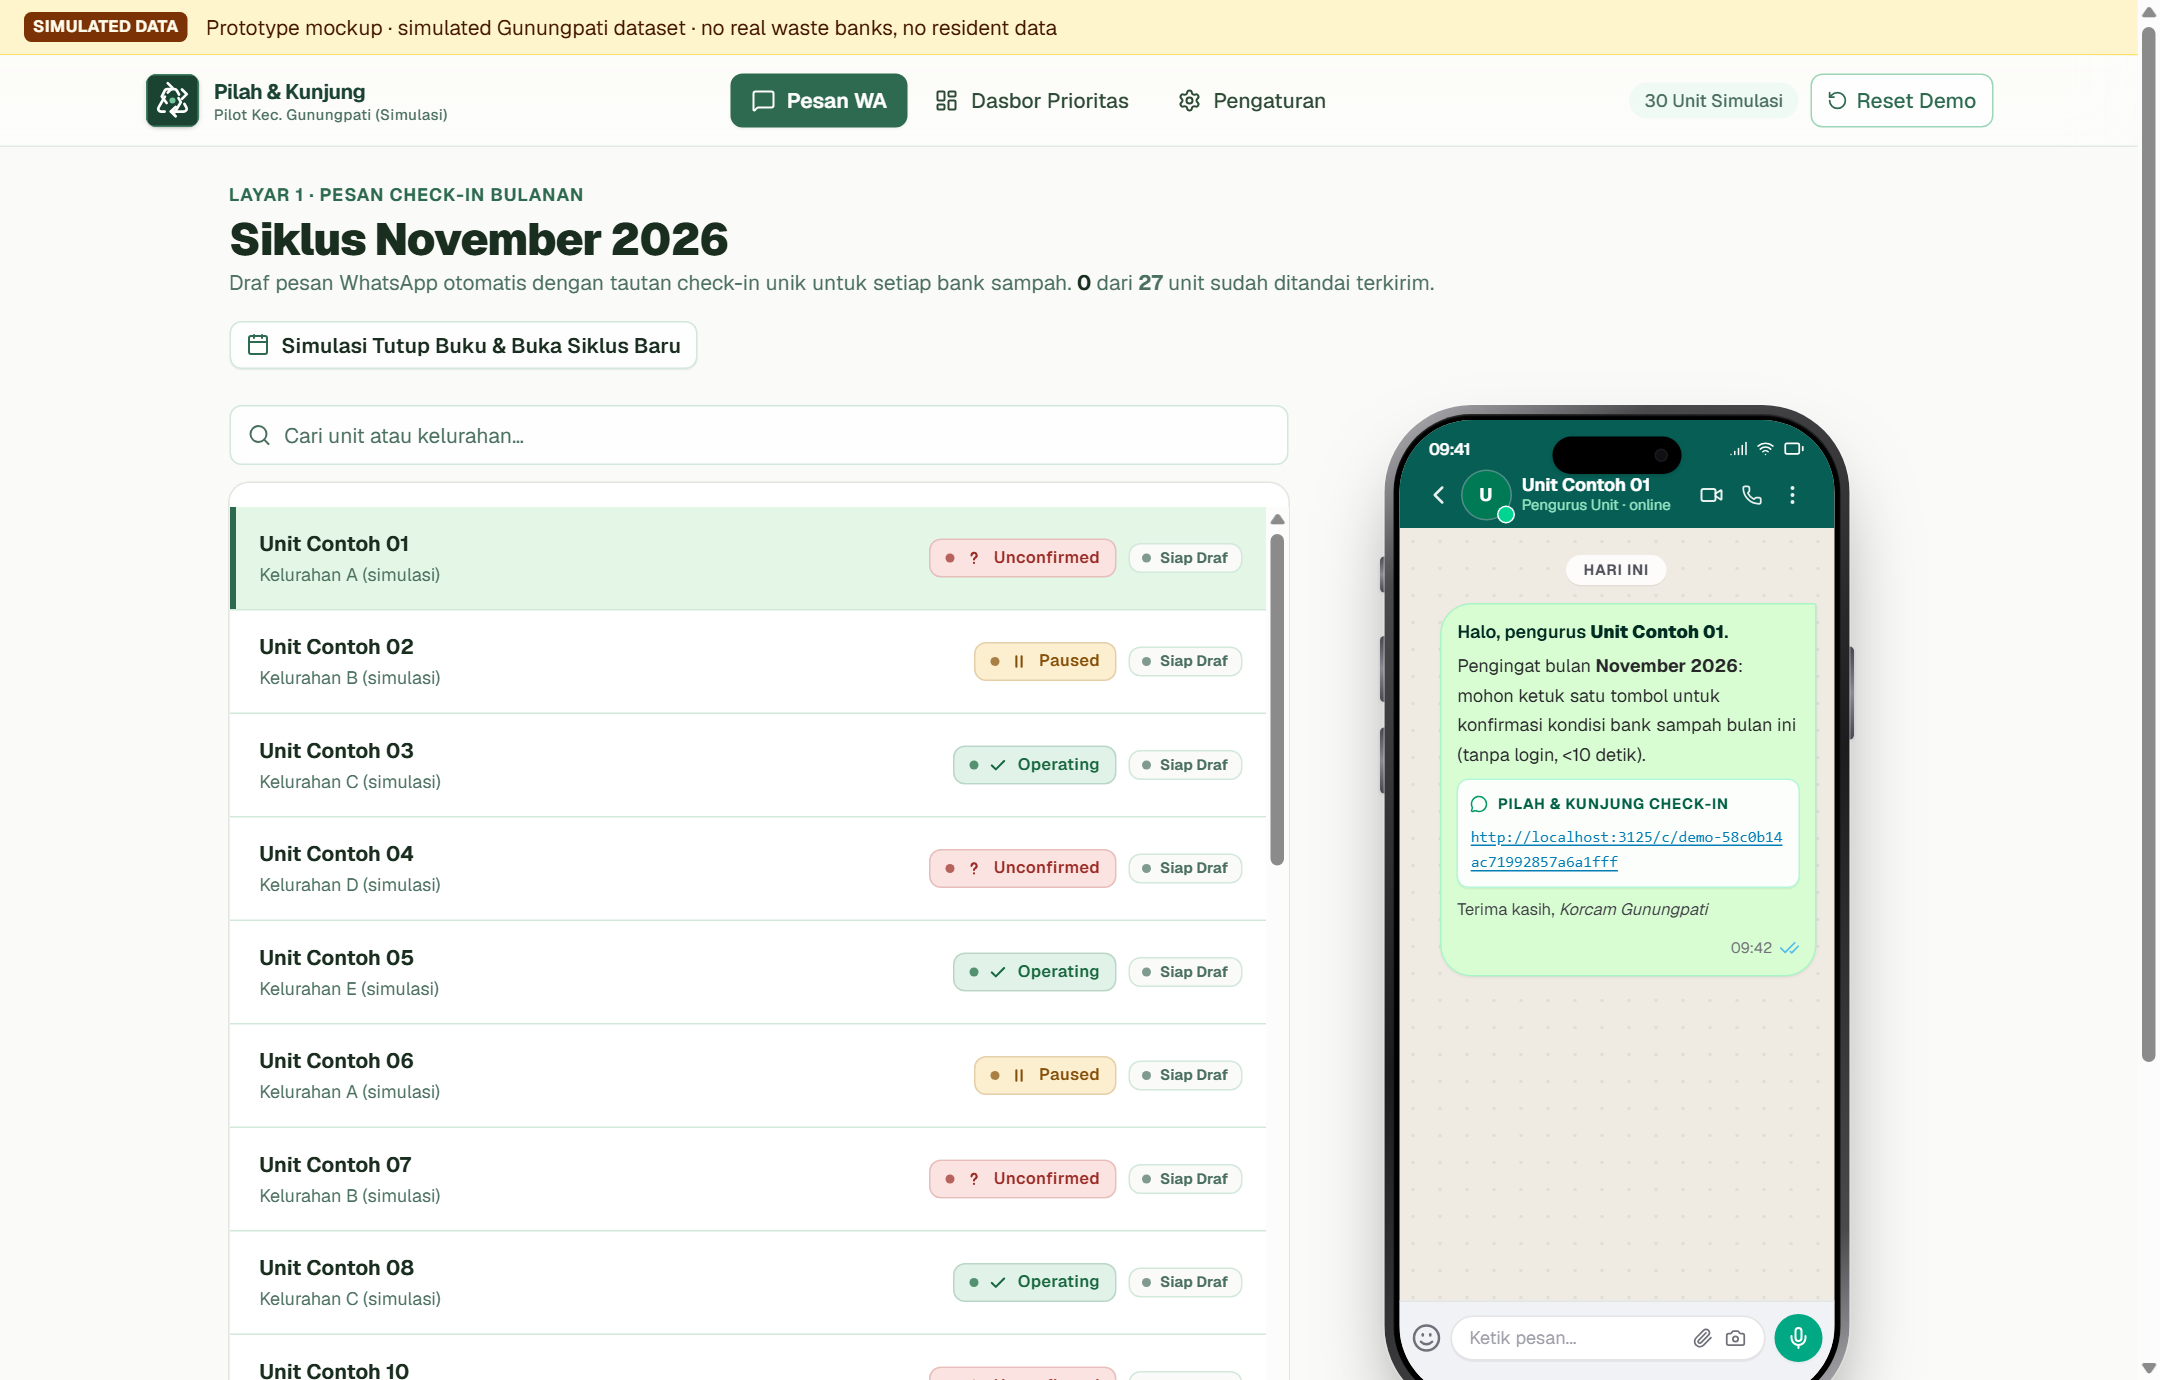 SIMULATED DATA Prototype mockup · simulated Gunungpati dataset · no real waste banks, no resident data
Pilah & Kunjung
Pilot Kec. Gunungpati (Simulasi)
Pesan WA
Dasbor Prioritas
Pengaturan
30 Unit Simulasi
Reset Demo
LAYAR 1 · PESAN CHECK-IN BULANAN
Siklus November 2026
Draf pesan WhatsApp otomatis dengan tautan check-in unik untuk setiap bank sampah. 0 dari 27 unit sudah ditandai terkirim.
Simulasi Tutup Buku & Buka Siklus Baru
Cari unit atau kelurahan...
Unit Contoh 01
Kelurahan A (simulasi)
? Unconfirmed
Siap Draf
Unit Contoh 02
Kelurahan B (simulasi)
Paused
Siap Draf
Unit Contoh 03
Kelurahan C (simulasi)
Operating
Siap Draf
Unit Contoh 04
Kelurahan D (simulasi)
? Unconfirmed
Siap Draf
Unit Contoh 05
Kelurahan E (simulasi)
Operating
Siap Draf
Unit Contoh 06
Kelurahan A (simulasi)
Paused
Siap Draf
Unit Contoh 07
Kelurahan B (simulasi)
? Unconfirmed
Siap Draf
Unit Contoh 08
Kelurahan C (simulasi)
Operating
Siap Draf
Unit Contoh 10
09:41
U
Unit Contoh 01
Pengurus Unit · online
HARI INI
Halo, pengurus Unit Contoh 01.
Pengingat bulan November 2026:
mohon ketuk satu tombol untuk
konfirmasi kondisi bank sampah bulan ini
(tanpa login, <10 detik).
PILAH & KUNJUNG CHECK-IN
http://localhost:3125/c/demo-58c0b14
ac71992857a6a1fff
Terima kasih, Korcam Gunungpati
09:42
Ketik pesan...